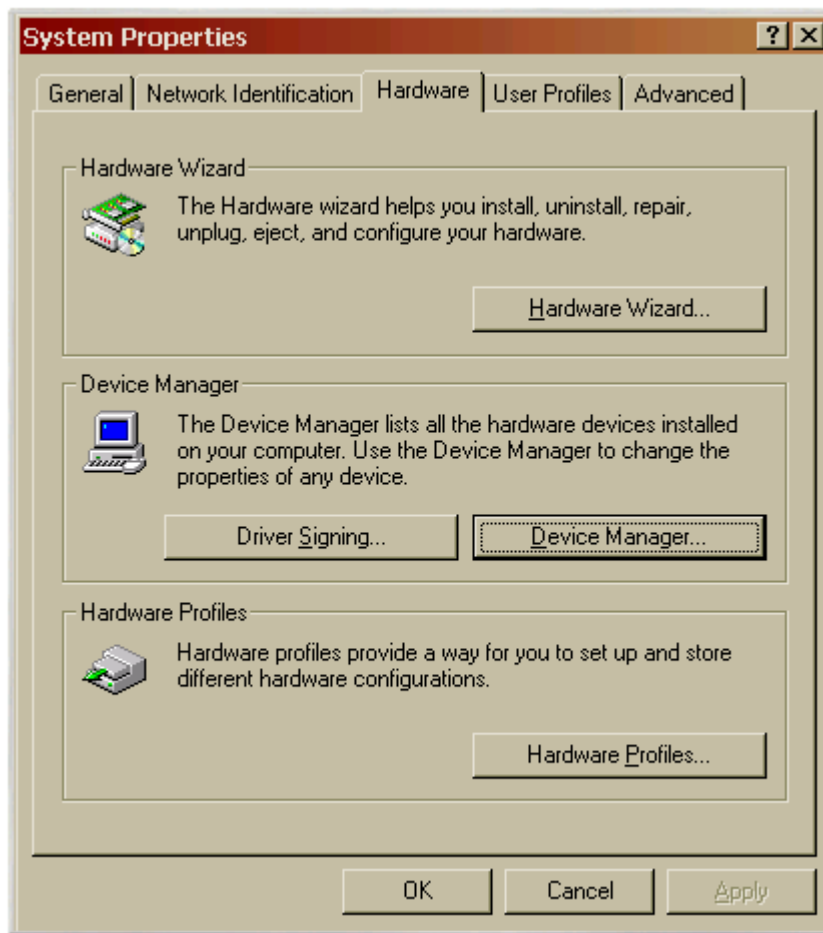 System Properties
General Network Identification Hardware User Profiles Advanced
Hardware Wizard
The Hardware wizard helps you install, uninstall, repair,
unplug, eject, and configure your hardware.
Hardware Wizard...
Device Manager
The Device Manager lists all the hardware devices installed
on your computer. Use the Device Manager to change the
properties of any device.
Driver Signing... Device Manager...
Hardware Profiles
Hardware profiles provide a way for you to set up and store
different hardware configurations.
Hardware Profiles...
OK Cancel Apply